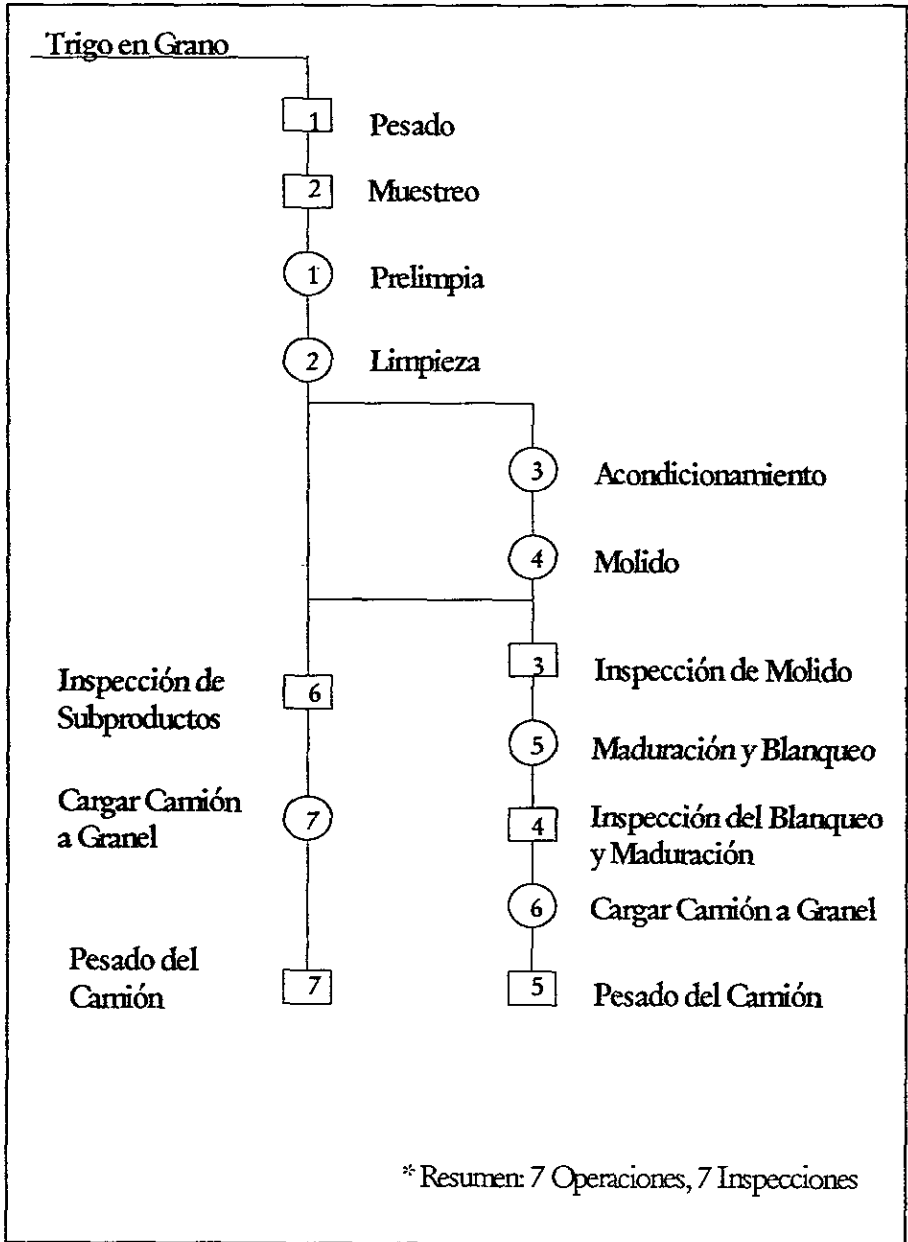 Trigo en Grano
1 Pesado
2 Muestreo
1 Prelimpia
2 Limpieza
3 Acondicionamiento
4 Molido
3 Inspección de Molido
Inspección de
Subproductos
6
5 Maduración y Blanqueo
Cargar Camión
a Granel
7
4 Inspección del Blanqueo
y Maduración
6 Cargar Camión a Granel
Pesado del
Camión
7
5 Pesado del Camión
* Resumen: 7 Operaciones, 7 Inspecciones